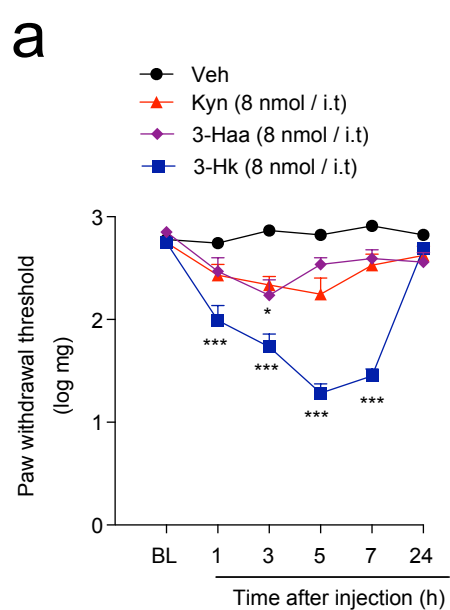 a
Veh
Kyn (8 nmol / i.t)
3-Haa (8 nmol / i.t)
3-Hk (8 nmol / i.t)
Paw withdrawal threshold
(log mg)
3
2
1
0
*
***
***
***
***
BL 1 3 5 7 24
Time after injection (h)